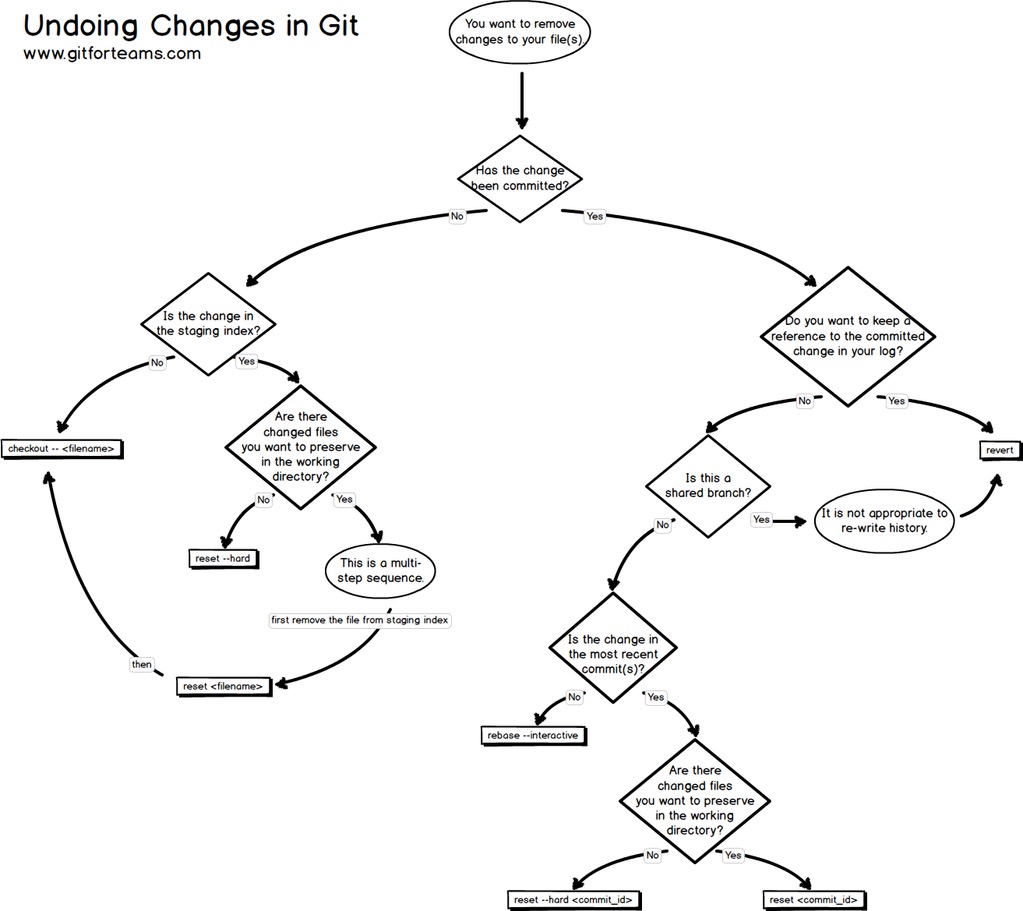 Undoing Changes in Git
www.gitforteams.com
You want to remove
changes to your file(s).
Has the change
been committed?
No
Yes
Is the change in
the staging index?
No
Yes
checkout -- <filename>
Are there
changed files
you want to preserve
in the working
directory?
No
Yes
reset --hard
This is a multi-
step sequence.
first remove the file from staging index
reset <filename>
then
Do you want to keep a
reference to the committed
change in your log?
No
Yes
revert
Is this a
shared branch?
No
Yes
It is not appropriate to
re-write history.
Is the change in
the most recent
commit(s)?
No
Yes
rebase --interactive
Are there
changed files
you want to preserve
in the working
directory?
No
Yes
reset --hard <commit_id>
reset <commit_id>